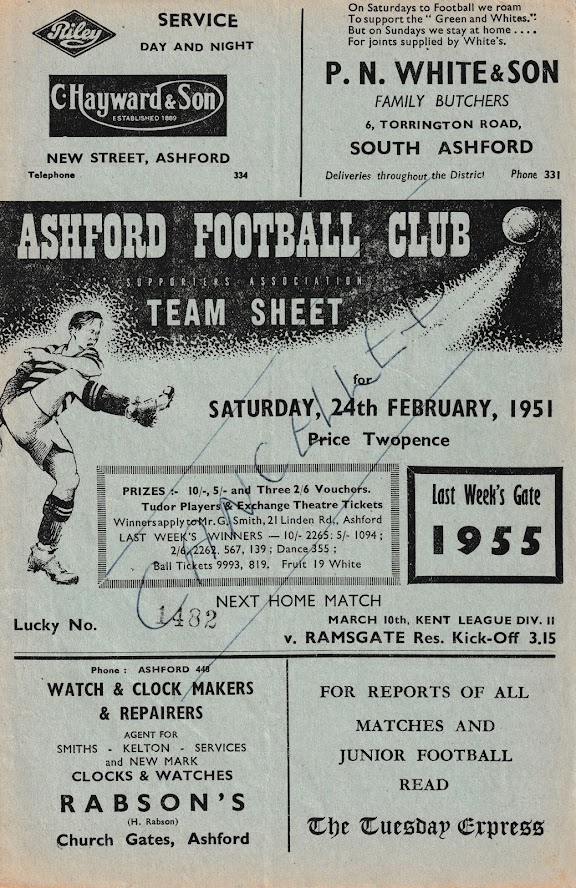 Riley
SERVICE
DAY AND NIGHT
C Hayward & Son
ESTABLISHED 1889
NEW STREET, ASHFORD
Telephone 334
On Saturdays to Football we roam
To support the "Green and Whites."
But on Sundays we stay at home ....
For joints supplied by White's.
P. N. WHITE & SON
FAMILY BUTCHERS
6, TORRINGTON ROAD,
SOUTH ASHFORD
Deliveries throughout the District Phone 331
ASHFORD FOOTBALL CLUB
SUPPORTERS ASSOCIATION
TEAM SHEET
for
SATURDAY, 24th FEBRUARY, 1951
Price Twopence
CANCELLED
PRIZES :- 10/-, 5/- and Three 2/6 Vouchers.
Tudor Players & Exchange Theatre Tickets
Winners apply to Mr. G. Smith, 21 Linden Rd., Ashford
LAST WEEK'S WINNERS — 10/- 2265: 5/- 1094 ;
2/6, 2262, 567, 139 ; Dance 355 ;
Ball Tickets 9993, 819. Fruit 19 White
Last Week's Gate
1955
NEXT HOME MATCH
Lucky No. 1482
MARCH 10th, KENT LEAGUE DIV. II
v. RAMSGATE Res. Kick-Off 3.15
Phone : ASHFORD 448
WATCH & CLOCK MAKERS
& REPAIRERS
AGENT FOR
SMITHS - KELTON - SERVICES
and NEW MARK
CLOCKS & WATCHES
RABSON'S
(H. Rabson)
Church Gates, Ashford
FOR REPORTS OF ALL
MATCHES AND
JUNIOR FOOTBALL
READ
The Tuesday Express